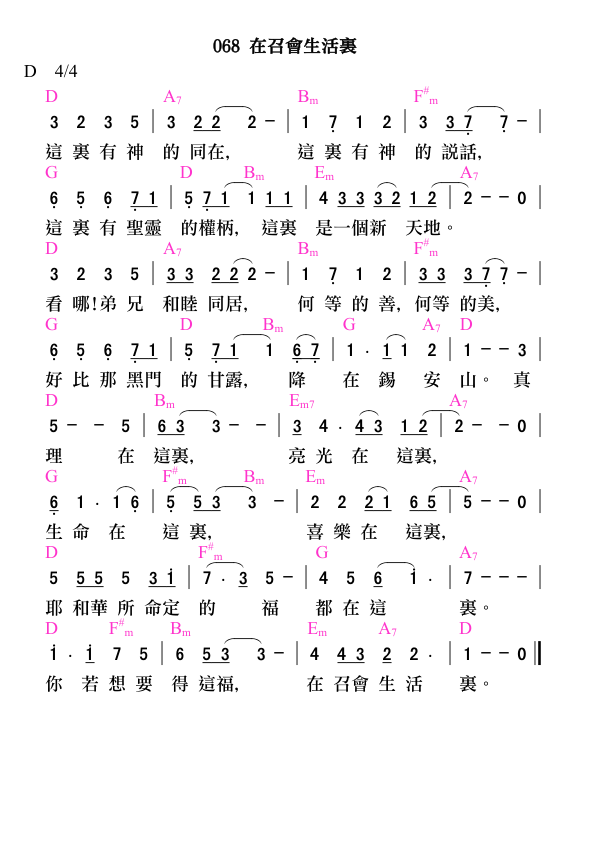 068 在召會生活裏
D 4/4
D A7 Bm F#m
3 2 3 5 | 3 2 2 2 - | 1 7 1 2 | 3 3 7 7 - |
這 裏 有 神 的 同在, 這 裏 有 神 的 説話,
G D Bm Em A7
6 5 6 7 1 | 5 7 1 1 1 1 | 4 3 3 3 2 1 2 | 2 - - 0 |
這 裏 有 聖靈 的權柄, 這裏 是一個新 天地。
D A7 Bm F#m
3 2 3 5 | 3 3 2 2 2 - | 1 7 1 2 | 3 3 3 7 7 - |
看 哪!弟 兄 和睦 同居, 何 等 的 善, 何等 的美,
G D Bm G A7 D
6 5 6 7 1 | 5 7 1 1 6 7 | 1 · 1 1 2 | 1 - - 3 |
好 比 那 黑門 的 甘露, 降 在 錫 安 山。 真
D Bm Em7 A7
5 - - 5 | 6 3 3 - - | 3 4 · 4 3 1 2 | 2 - - 0 |
理 在 這裏, 亮 光 在 這裏,
G F#m Bm Em A7
6 1 · 1 6 | 5 5 3 3 - | 2 2 2 1 6 5 | 5 - - 0 |
生 命 在 這 裏, 喜 樂 在 這裏,
D F#m G A7
5 5 5 5 3 1 | 7 · 3 5 - | 4 5 6 1 · | 7 - - - |
耶 和華 所 命定 的 福 都 在 這 裏。
D F#m Bm Em A7 D
1 · 1 7 5 | 6 5 3 3 - | 4 4 3 2 2 · | 1 - - 0 ‖
你 若 想 要 得 這福, 在 召會 生 活 裏。